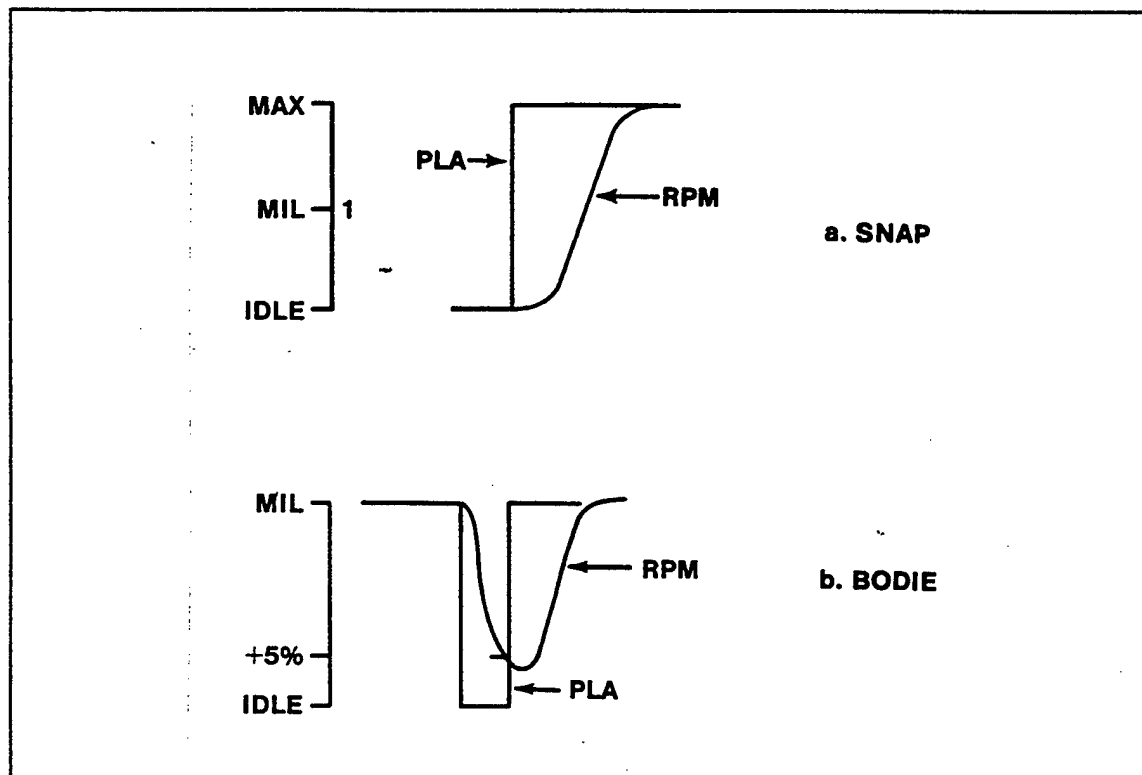 MAX
PLA
MIL 1
RPM
a. SNAP
IDLE
MIL
RPM
b. BODIE
+5%
PLA
IDLE